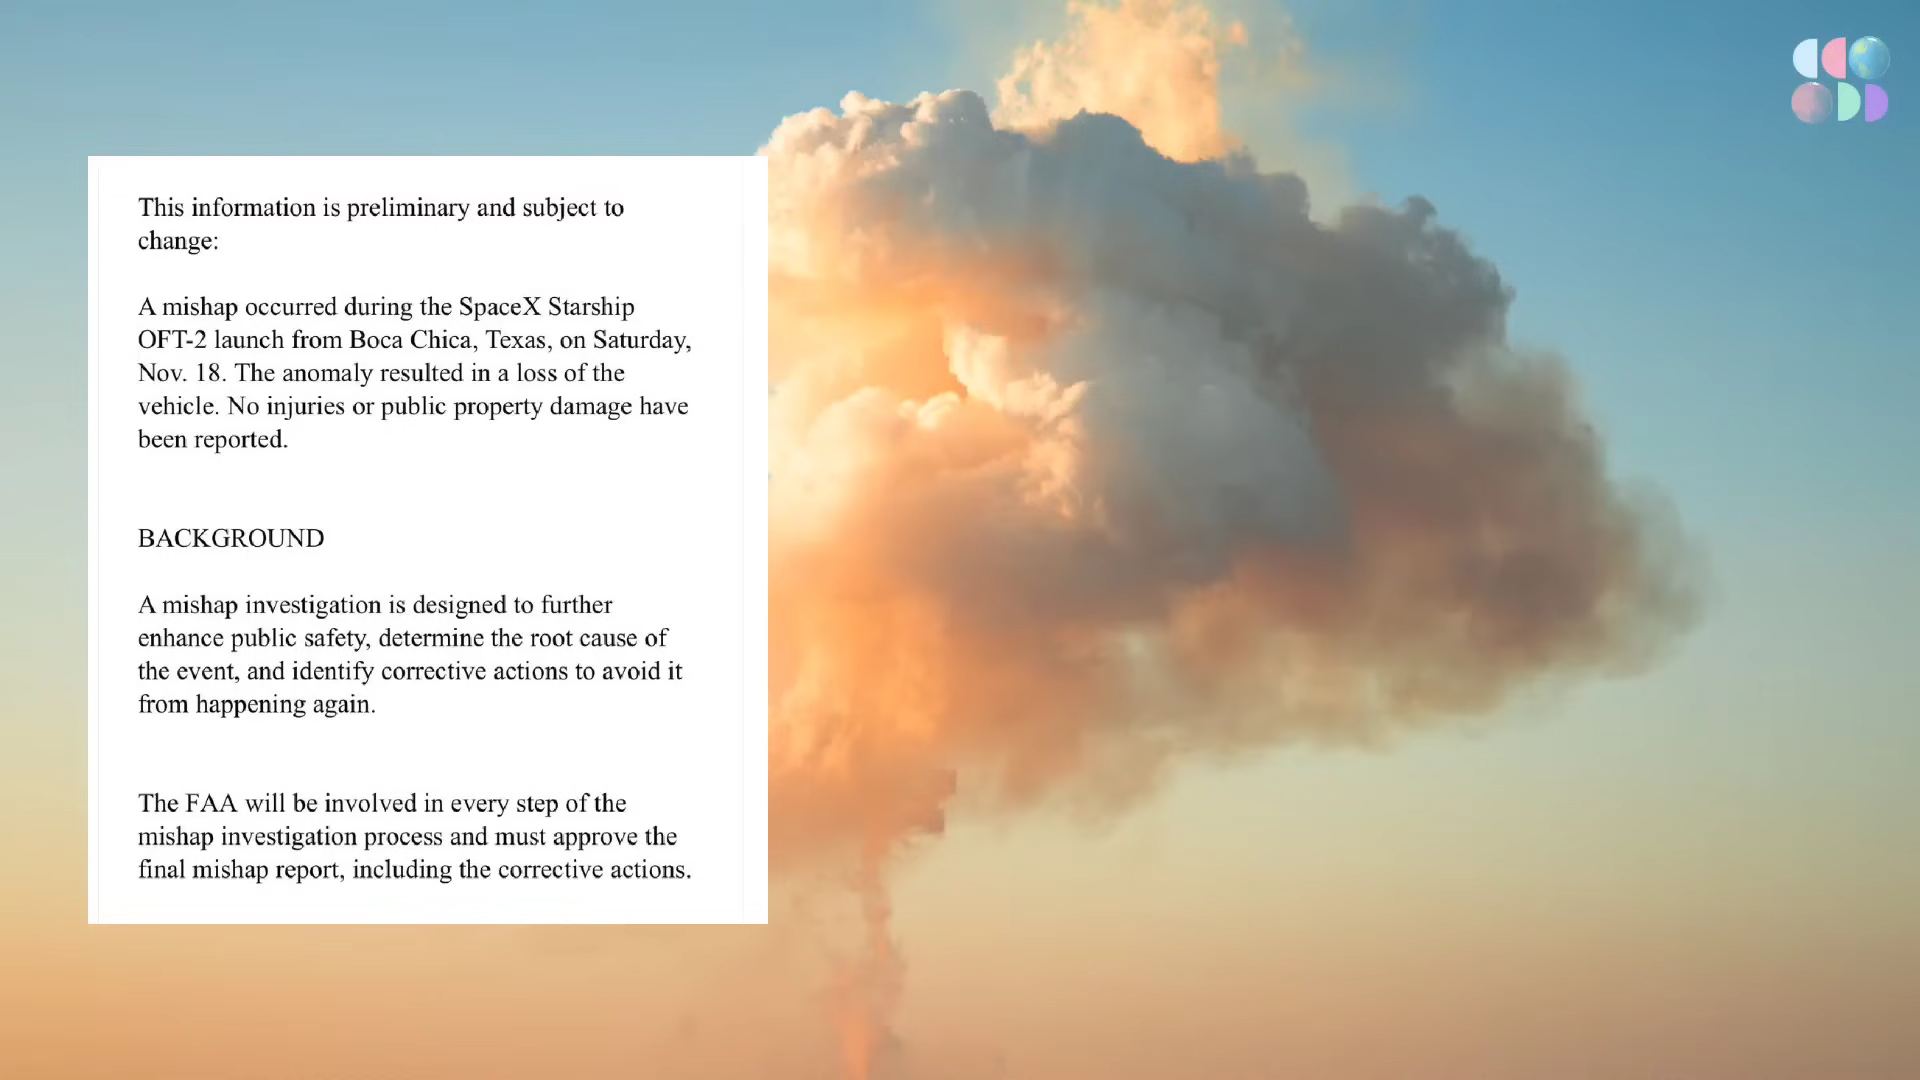 This information is preliminary and subject to
change:
A mishap occurred during the SpaceX Starship
OFT-2 launch from Boca Chica, Texas, on Saturday,
Nov. 18. The anomaly resulted in a loss of the
vehicle. No injuries or public property damage have
been reported.
BACKGROUND
A mishap investigation is designed to further
enhance public safety, determine the root cause of
the event, and identify corrective actions to avoid it
from happening again.
The FAA will be involved in every step of the
mishap investigation process and must approve the
final mishap report, including the corrective actions.